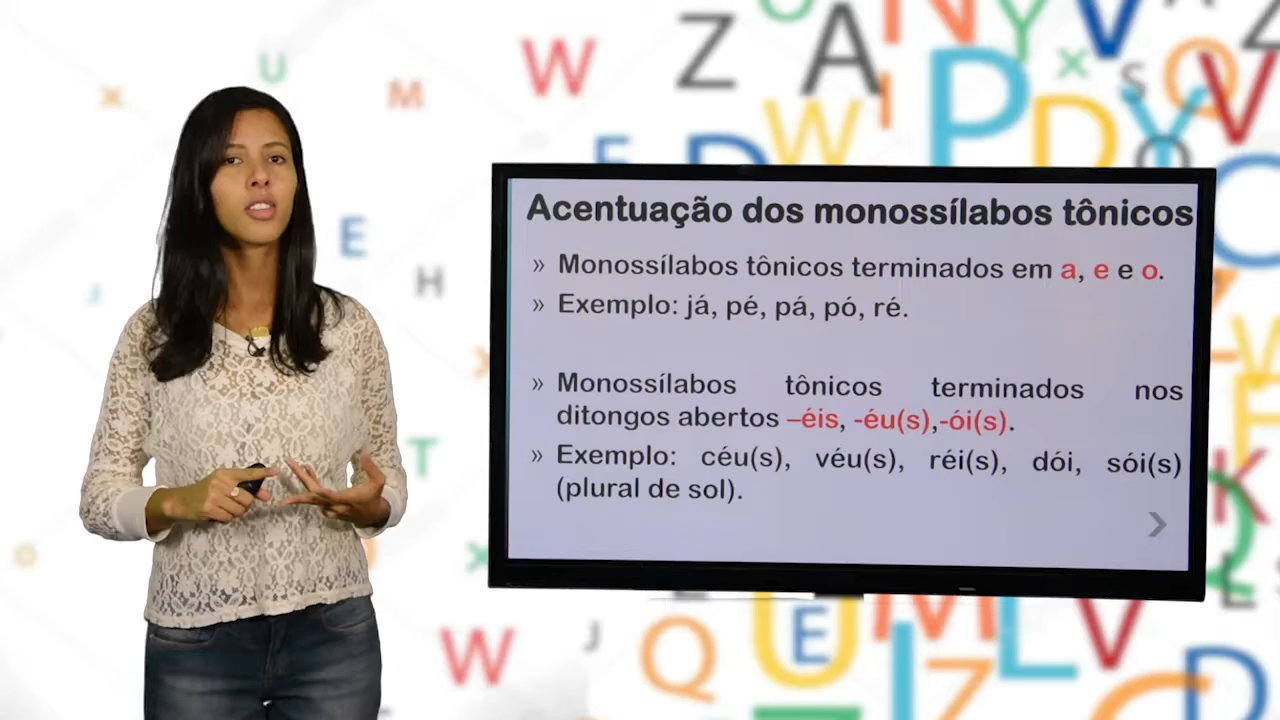 Acentuação dos monossílabos tônicos
» Monossílabos tônicos terminados em a, e e o.
» Exemplo: já, pé, pá, pó, ré.
» Monossílabos tônicos terminados nos
ditongos abertos –éis, -éu(s),-ói(s).
» Exemplo: céu(s), véu(s), réi(s), dói, sói(s)
(plural de sol).